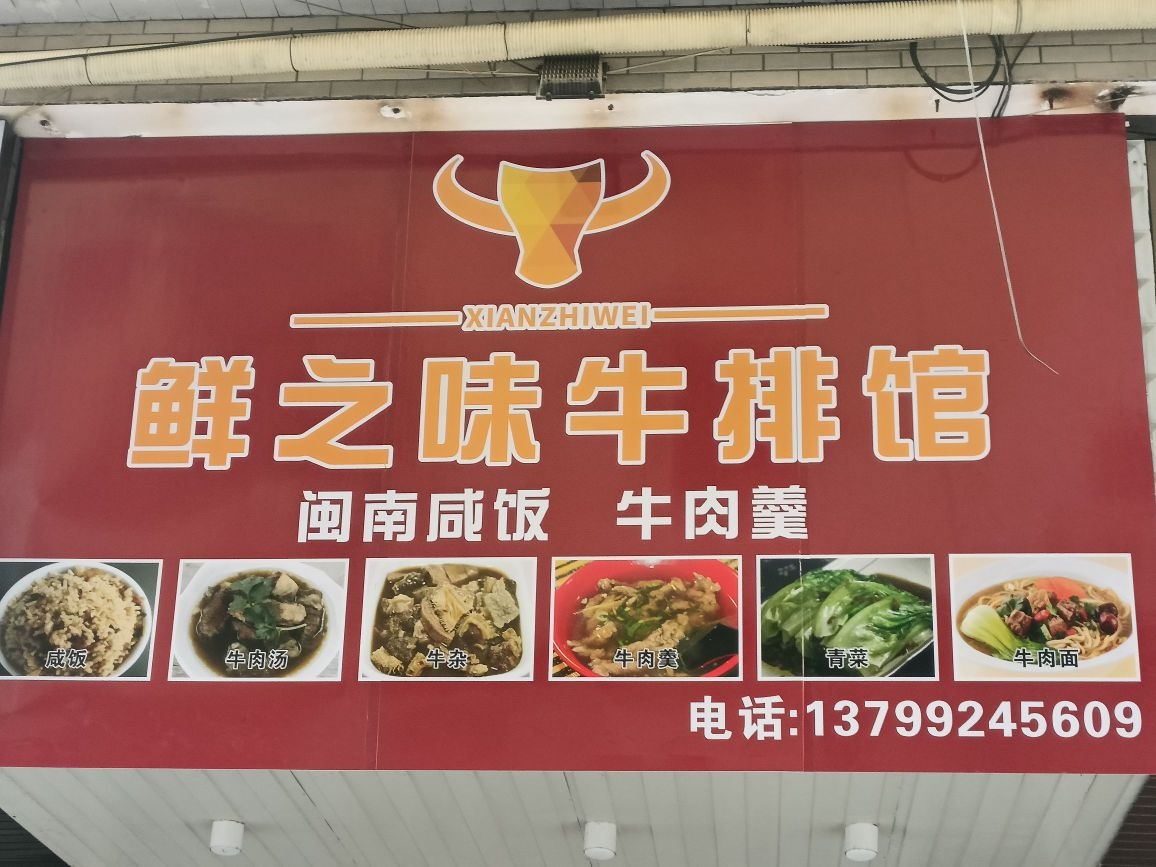 XIANZHIWEI
鲜之味牛排馆
闽南咸饭 牛肉羹
咸饭 牛肉汤 牛杂 牛肉羹 青菜 牛肉面
电话:13799245609